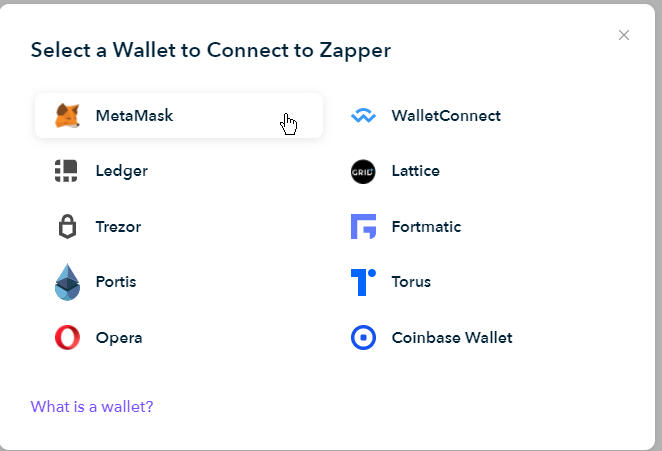 Select a Wallet to Connect to Zapper
MetaMask
WalletConnect
Ledger
GRID+
Lattice
Trezor
Fortmatic
Portis
Torus
Opera
Coinbase Wallet
What is a wallet?